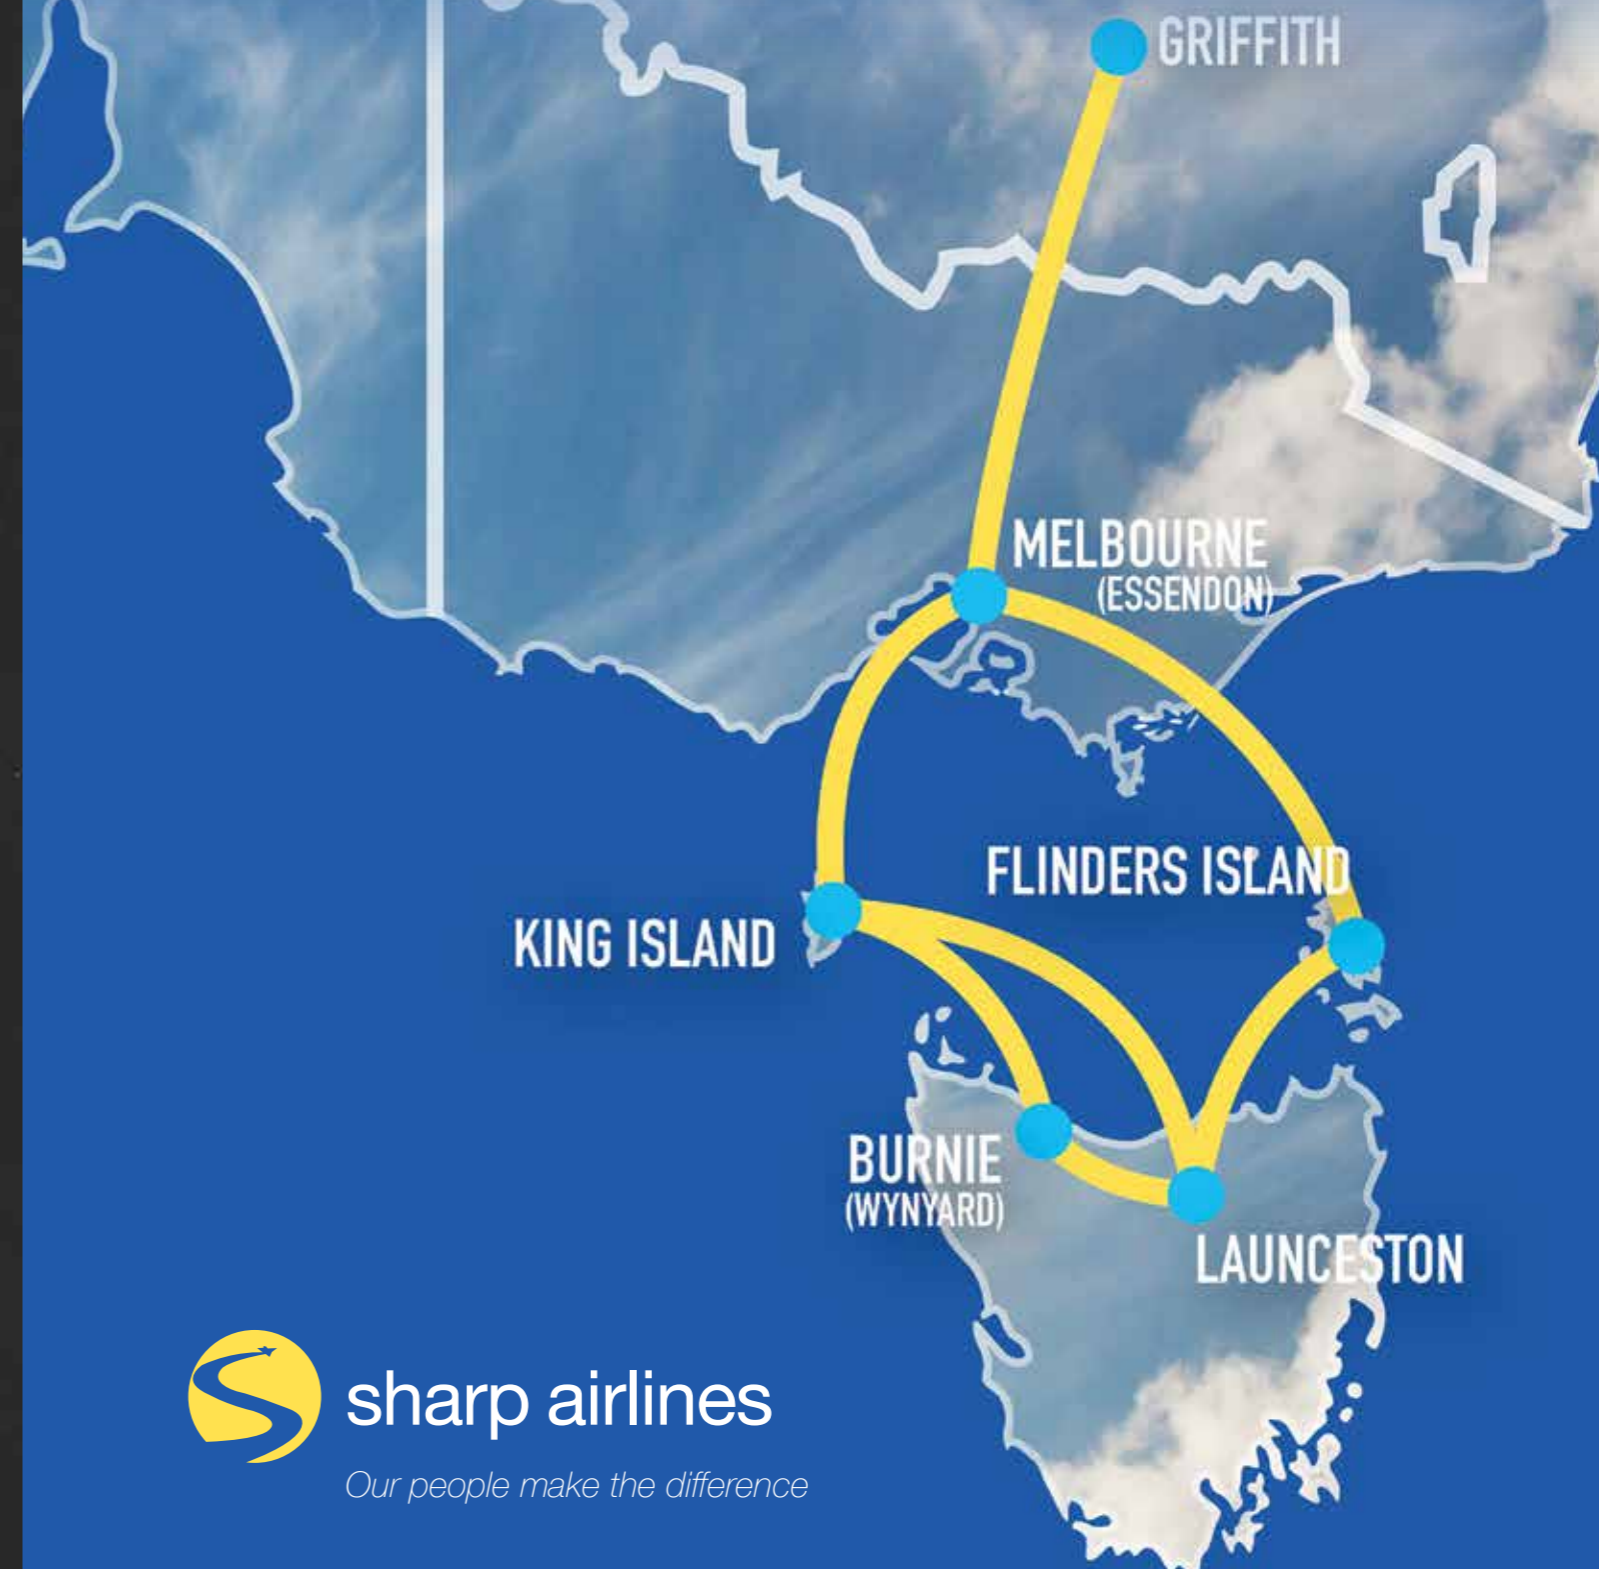 GRIFFITH
MELBOURNE
(ESSENDON)
FLINDERS ISLAND
KING ISLAND
BURNIE
(WYNYARD)
LAUNCESTON
sharp airlines
Our people make the difference